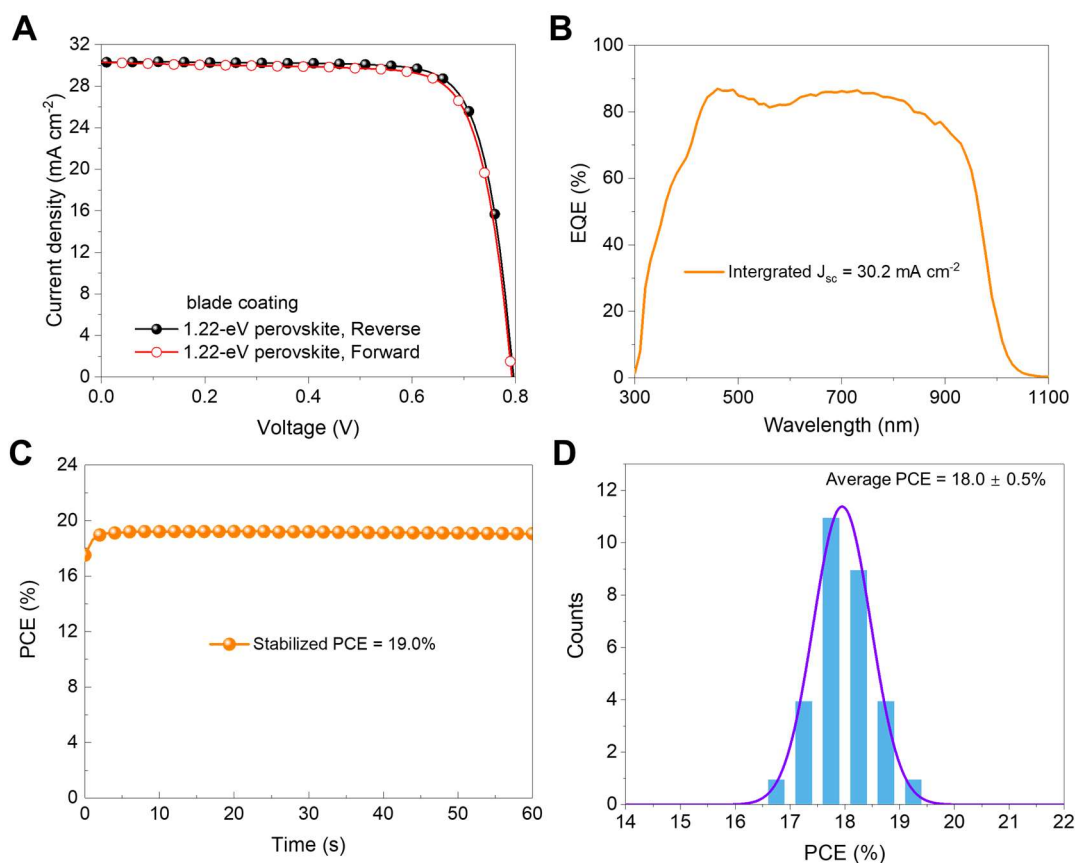 A
32
28
24
20
16
12
8
4
0
0.0 0.2 0.4 0.6 0.8
Current density (mA cm⁻²)
Voltage (V)
blade coating
1.22-eV perovskite, Reverse
1.22-eV perovskite, Forward
B
100
80
60
40
20
0
300 500 700 900 1100
EQE (%)
Wavelength (nm)
Intergrated Jsc = 30.2 mA cm⁻²
C
24
20
16
12
8
4
0
0 10 20 30 40 50 60
PCE (%)
Time (s)
Stabilized PCE = 19.0%
D
Average PCE = 18.0 ± 0.5%
12
10
8
6
4
2
0
14 15 16 17 18 19 20 21 22
Counts
PCE (%)